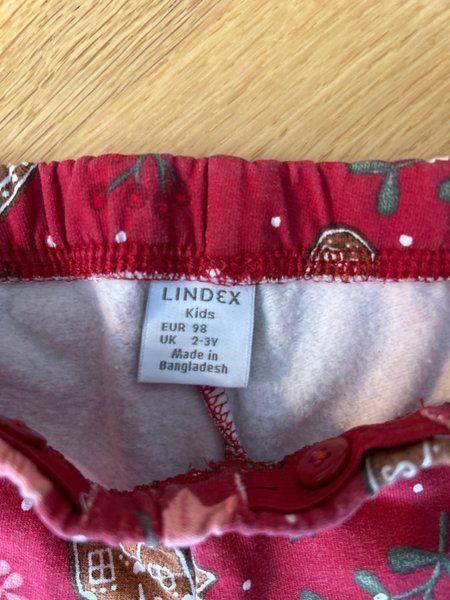 LINDEX
Kids
EUR 98
UK 2-3Y
Made in
Bangladesh